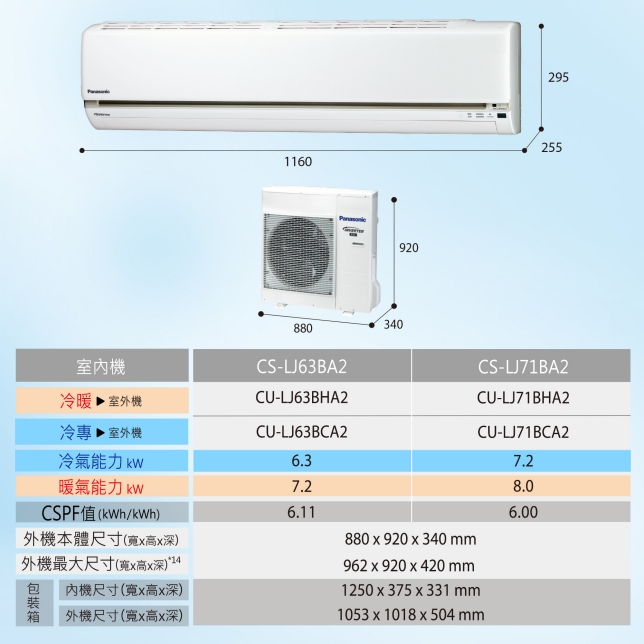 Panasonic
295
255
1160
Panasonic
INVERTER
920
880
340
室內機 CS-LJ63BA2 CS-LJ71BA2
冷暖▶室外機 CU-LJ63BHA2 CU-LJ71BHA2
冷專▶室外機 CU-LJ63BCA2 CU-LJ71BCA2
冷氣能力 kW 6.3 7.2
暖氣能力 kW 7.2 8.0
CSPF值(kWh/kWh) 6.11 6.00
外機本體尺寸(寬x高x深) 880 x 920 x 340 mm
外機最大尺寸(寬x高x深)*14 962 x 920 x 420 mm
包裝箱 內機尺寸(寬x高x深) 1250 x 375 x 331 mm
外機尺寸(寬x高x深) 1053 x 1018 x 504 mm